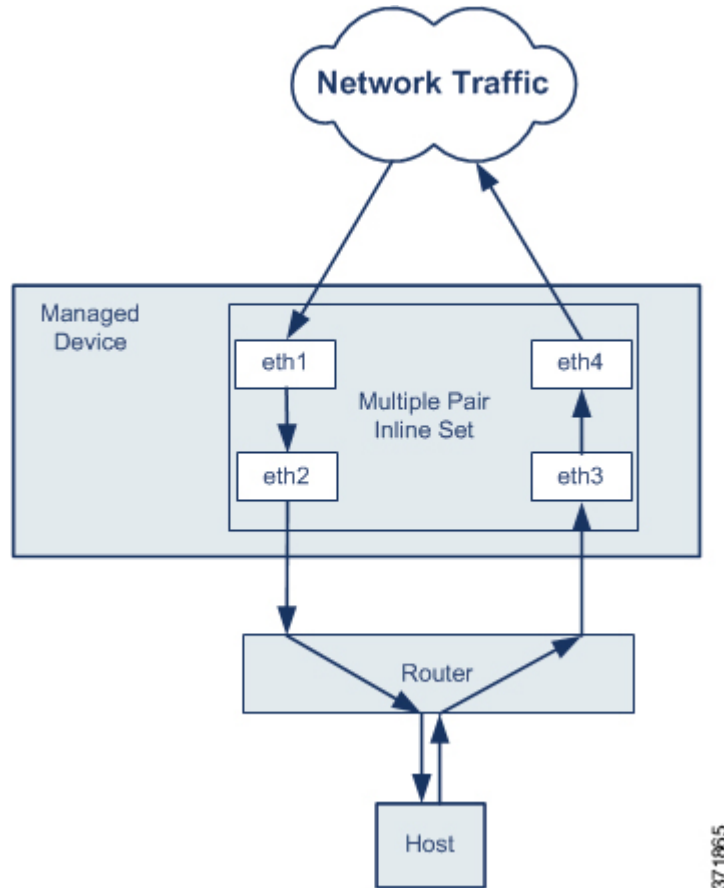 Network Traffic
Managed
Device
eth1
eth4
Multiple Pair
Inline Set
eth2
eth3
Router
Host
371865